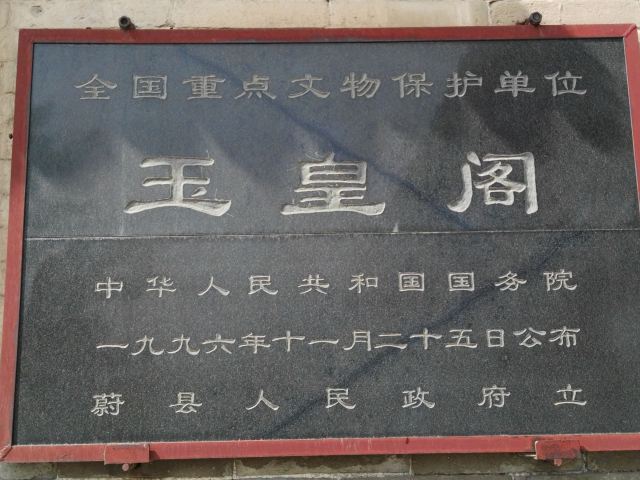 全国重点文物保护单位
玉皇阁
中华人民共和国国务院
一九九六年十一月二十五日公布
蔚县人民政府立